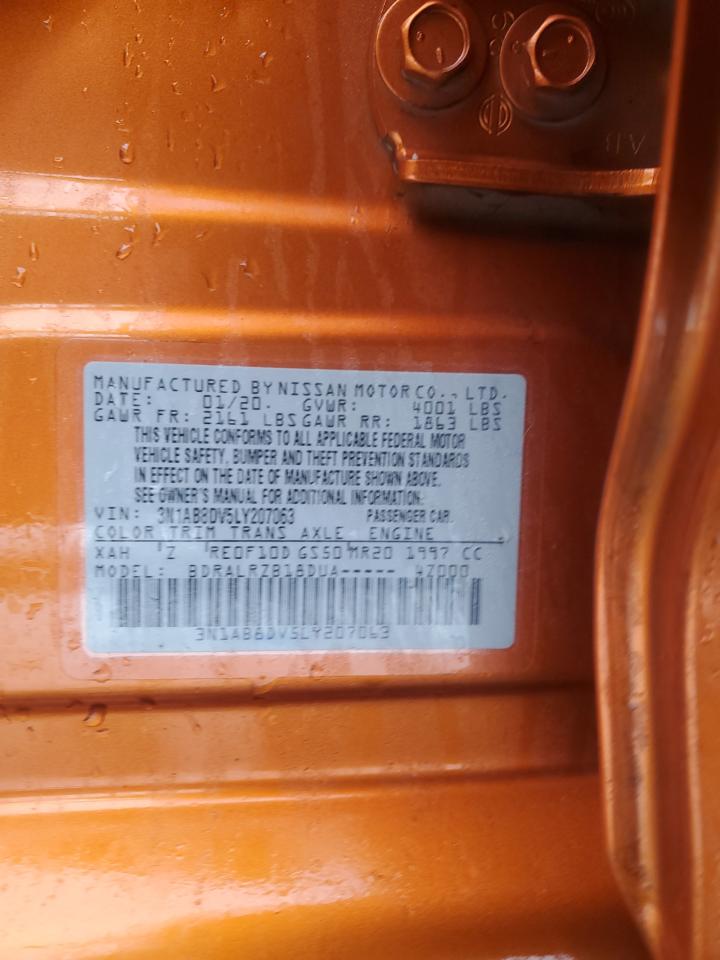 AB
MANUFACTURED BY NISSAN MOTOR CO., LTD.
DATE: 01/20. GVWR: 4001 LBS
GAWR FR: 2161 LBS GAWR RR: 1863 LBS
THIS VEHICLE CONFORMS TO ALL APPLICABLE FEDERAL MOTOR
VEHICLE SAFETY, BUMPER AND THEFT PREVENTION STANDARDS
IN EFFECT ON THE DATE OF MANUFACTURE SHOWN ABOVE.
SEE OWNER'S MANUAL FOR ADDITIONAL INFORMATION:
VIN: 3N1AB8DV5LY207063 PASSENGER CAR.
COLOR TRIM TRANS AXLE ENGINE
XAH Z RE0F10D GS50 MR20 1997 CC
MODEL: BDRALRZB18DUA----- 4Z000
3N1AB8DV5LY207063